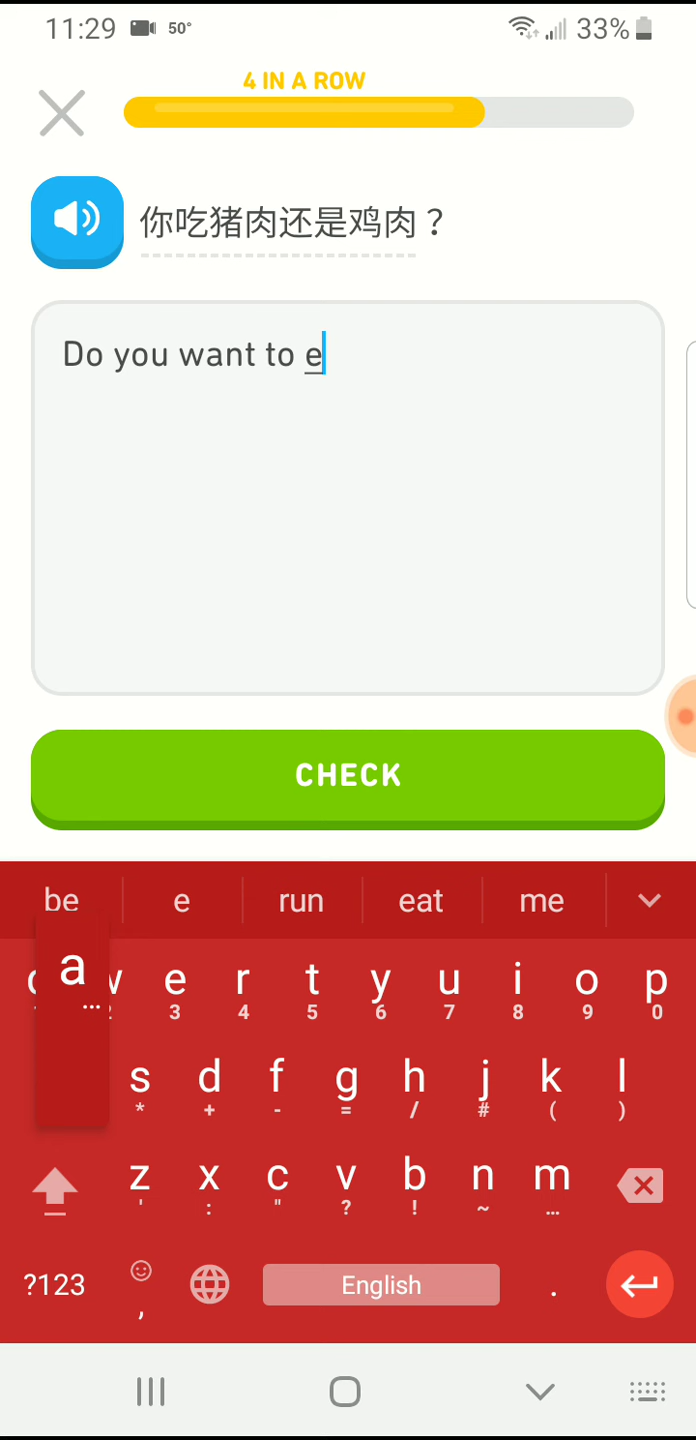 11:29 50° 33%
4 IN A ROW
你吃猪肉还是鸡肉？
Do you want to e
CHECK
be e run eat me
a e r t y u i o p
... 3 4 5 6 7 8 9 0
s d f g h j k l
* + - = / # ( )
z x c v b n m
' : " ? ! ~ ...
?123 , English .